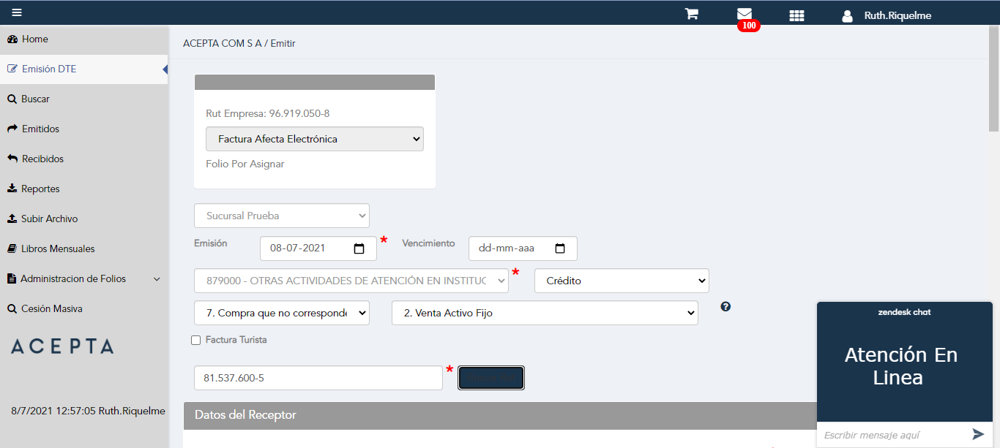 100
Ruth.Riquelme
Home
Emisión DTE
Buscar
Emitidos
Recibidos
Reportes
Subir Archivo
Libros Mensuales
Administracion de Folios
Cesión Masiva
ACEPTA
8/7/2021 12:57:05 Ruth.Riquelme
ACEPTA COM S A / Emitir
Rut Empresa: 96.919.050-8
Factura Afecta Electrónica
Folio Por Asignar
Sucursal Prueba
Emisión 08-07-2021 * Vencimiento dd-mm-aaa
879000 - OTRAS ACTIVIDADES DE ATENCIÓN EN INSTITUC * Crédito
7. Compra que no corresponde 2. Venta Activo Fijo
Factura Turista
81.537.600-5 *
Datos del Receptor
zendesk chat
Atención En
Linea
Escribir mensaje aquí